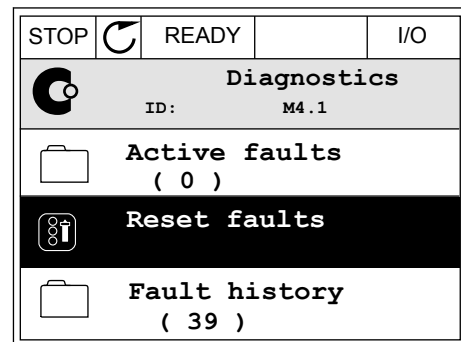 STOP READY I/O
Diagnostics
ID: M4.1
Active faults
( 0 )
Reset faults
Fault history
( 39 )